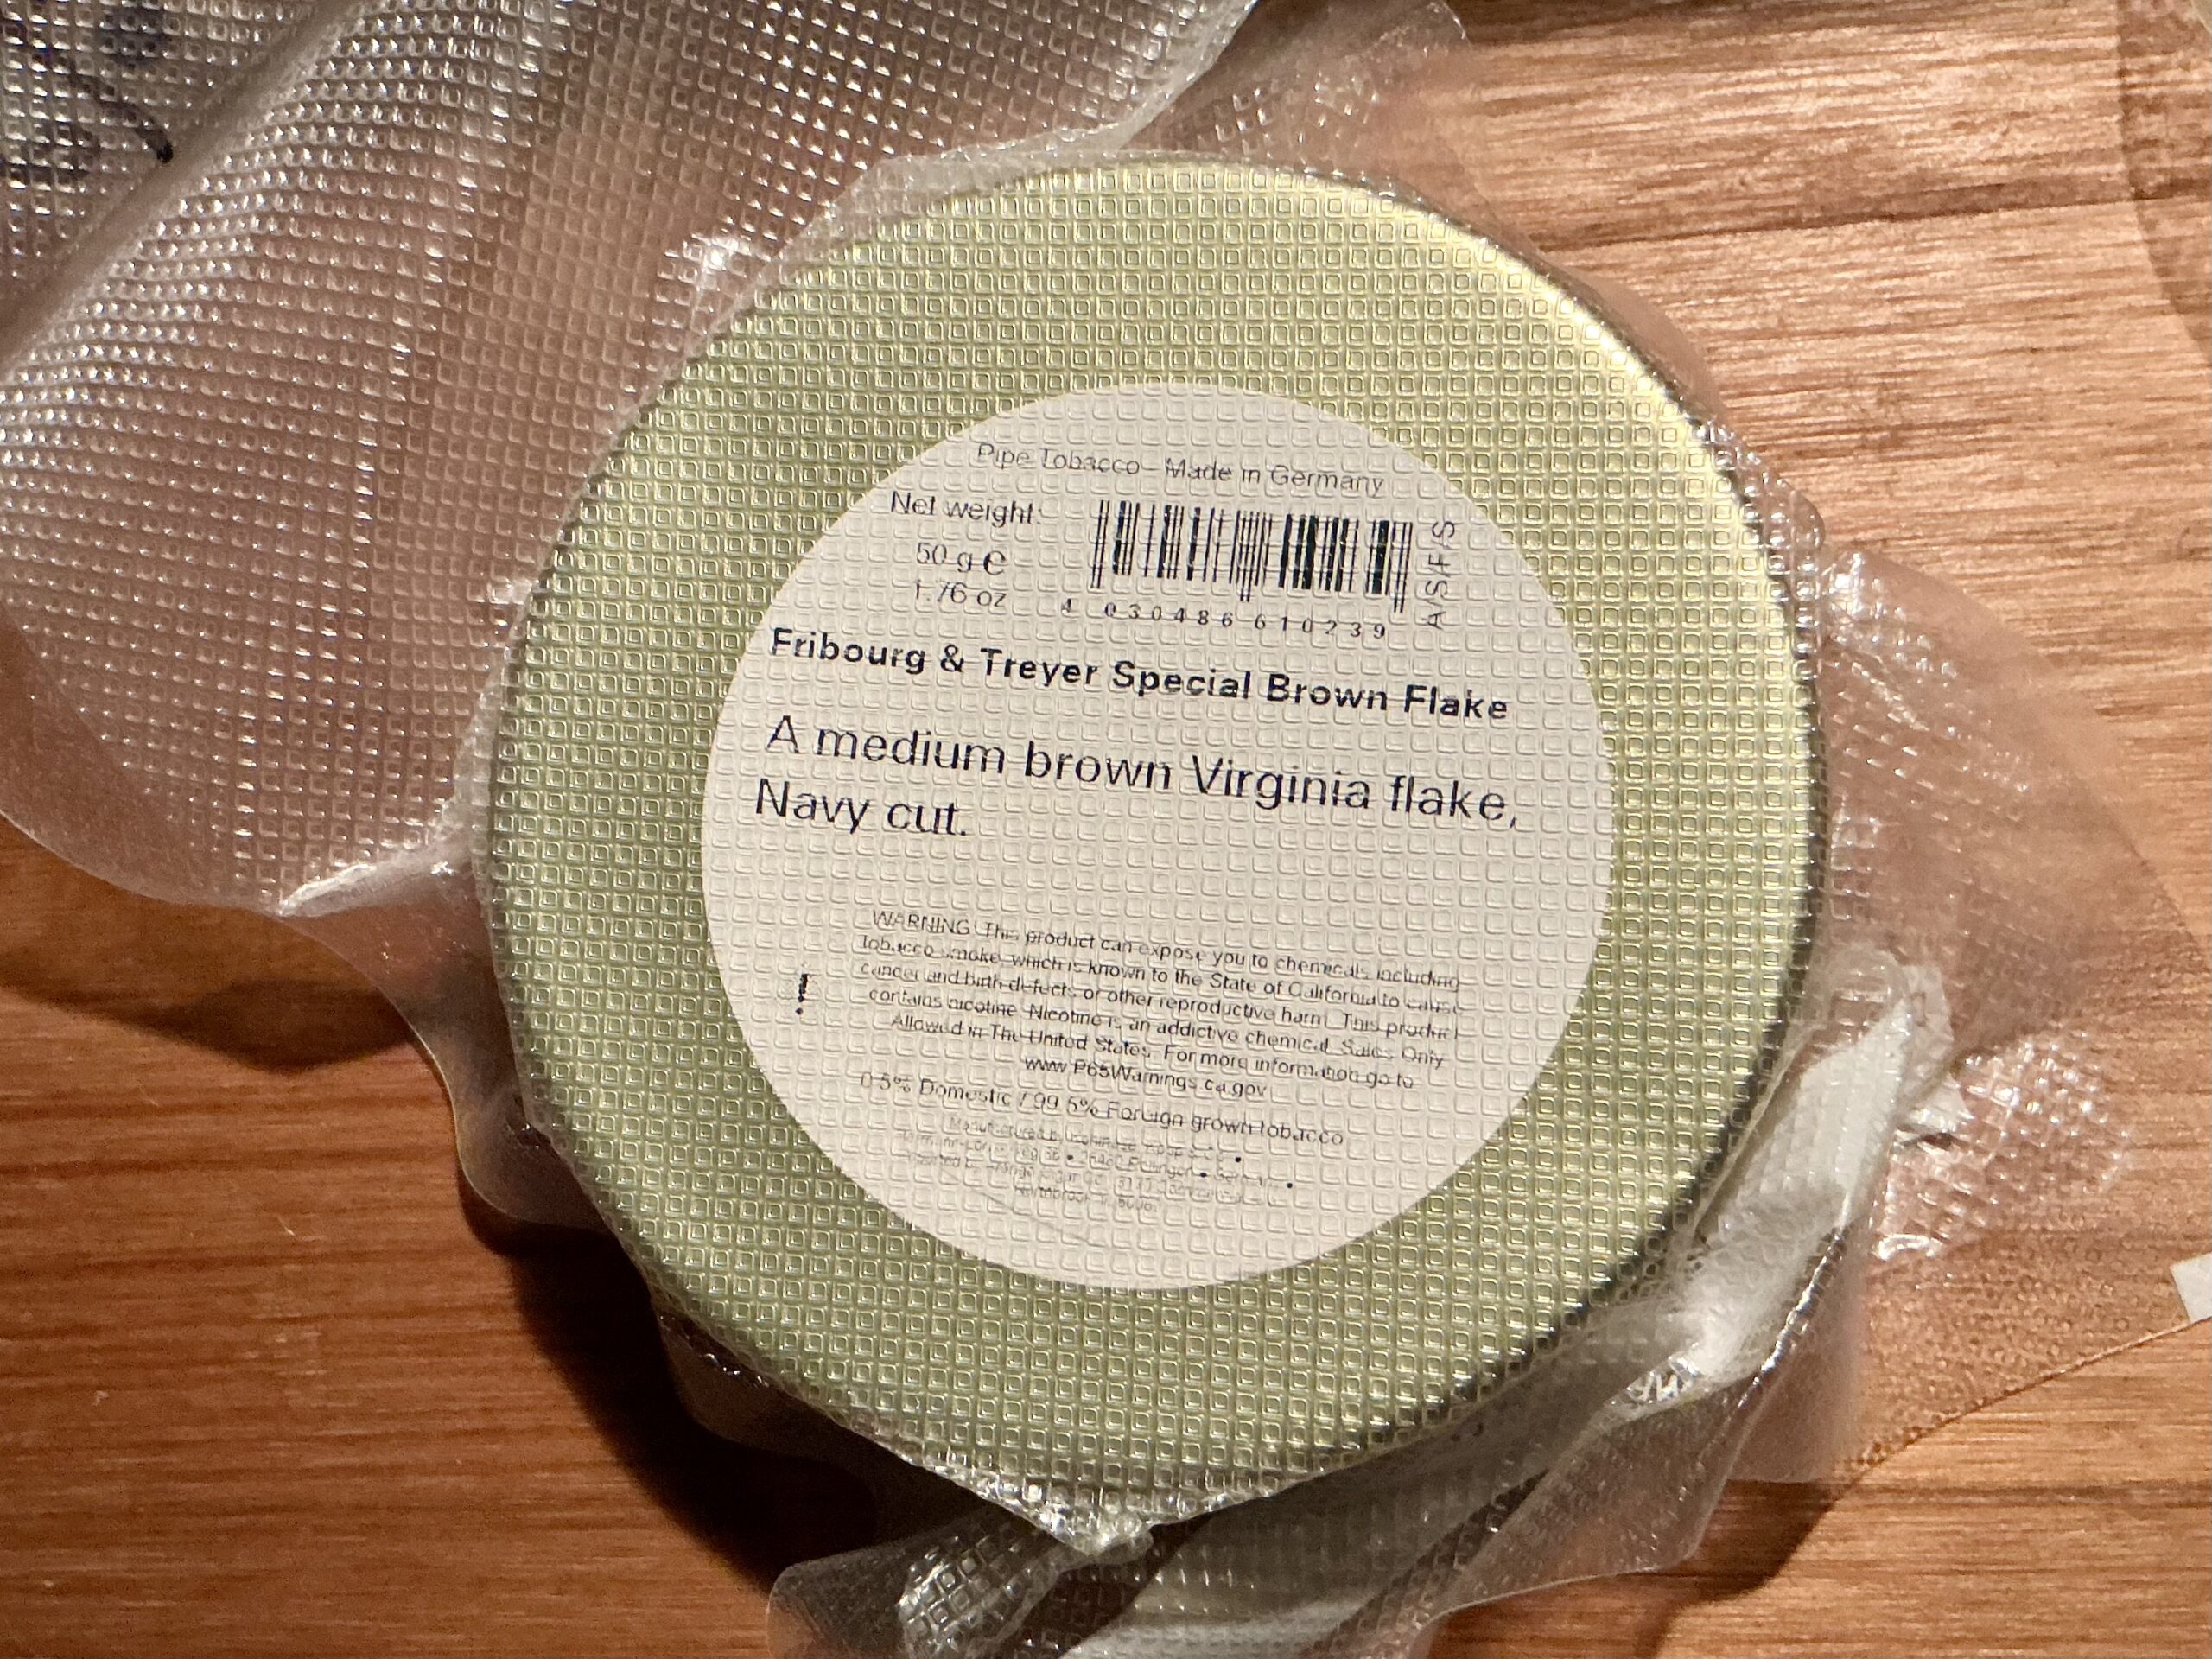 Pipe Tobacco - Made in Germany
Net weight:
50 g e
1.76 oz
4 030486 610239
A/S/F/S
Fribourg & Treyer Special Brown Flake
A medium brown Virginia flake,
Navy cut.
!
WARNING This product can expose you to chemicals including
tobacco smoke, which is known to the State of California to cause
cancer and birth defects or other reproductive harm. This product
contains nicotine. Nicotine is an addictive chemical. Sales Only
Allowed in The United States. For more information go to
www.P65Warnings.ca.gov
0.5% Domestic / 99.5% Foreign grown tobacco
Manufactured by